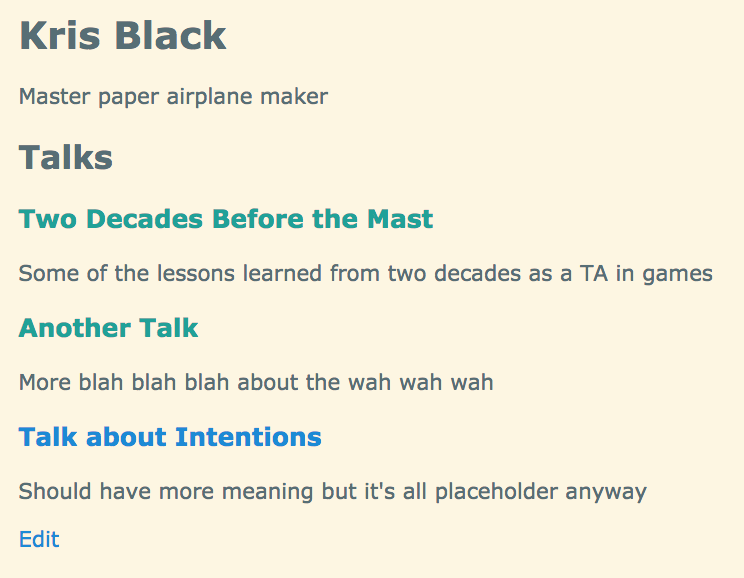 Kris Black
Master paper airplane maker
Talks
Two Decades Before the Mast
Some of the lessons learned from two decades as a TA in games
Another Talk
More blah blah blah about the wah wah wah
Talk about Intentions
Should have more meaning but it's all placeholder anyway
Edit